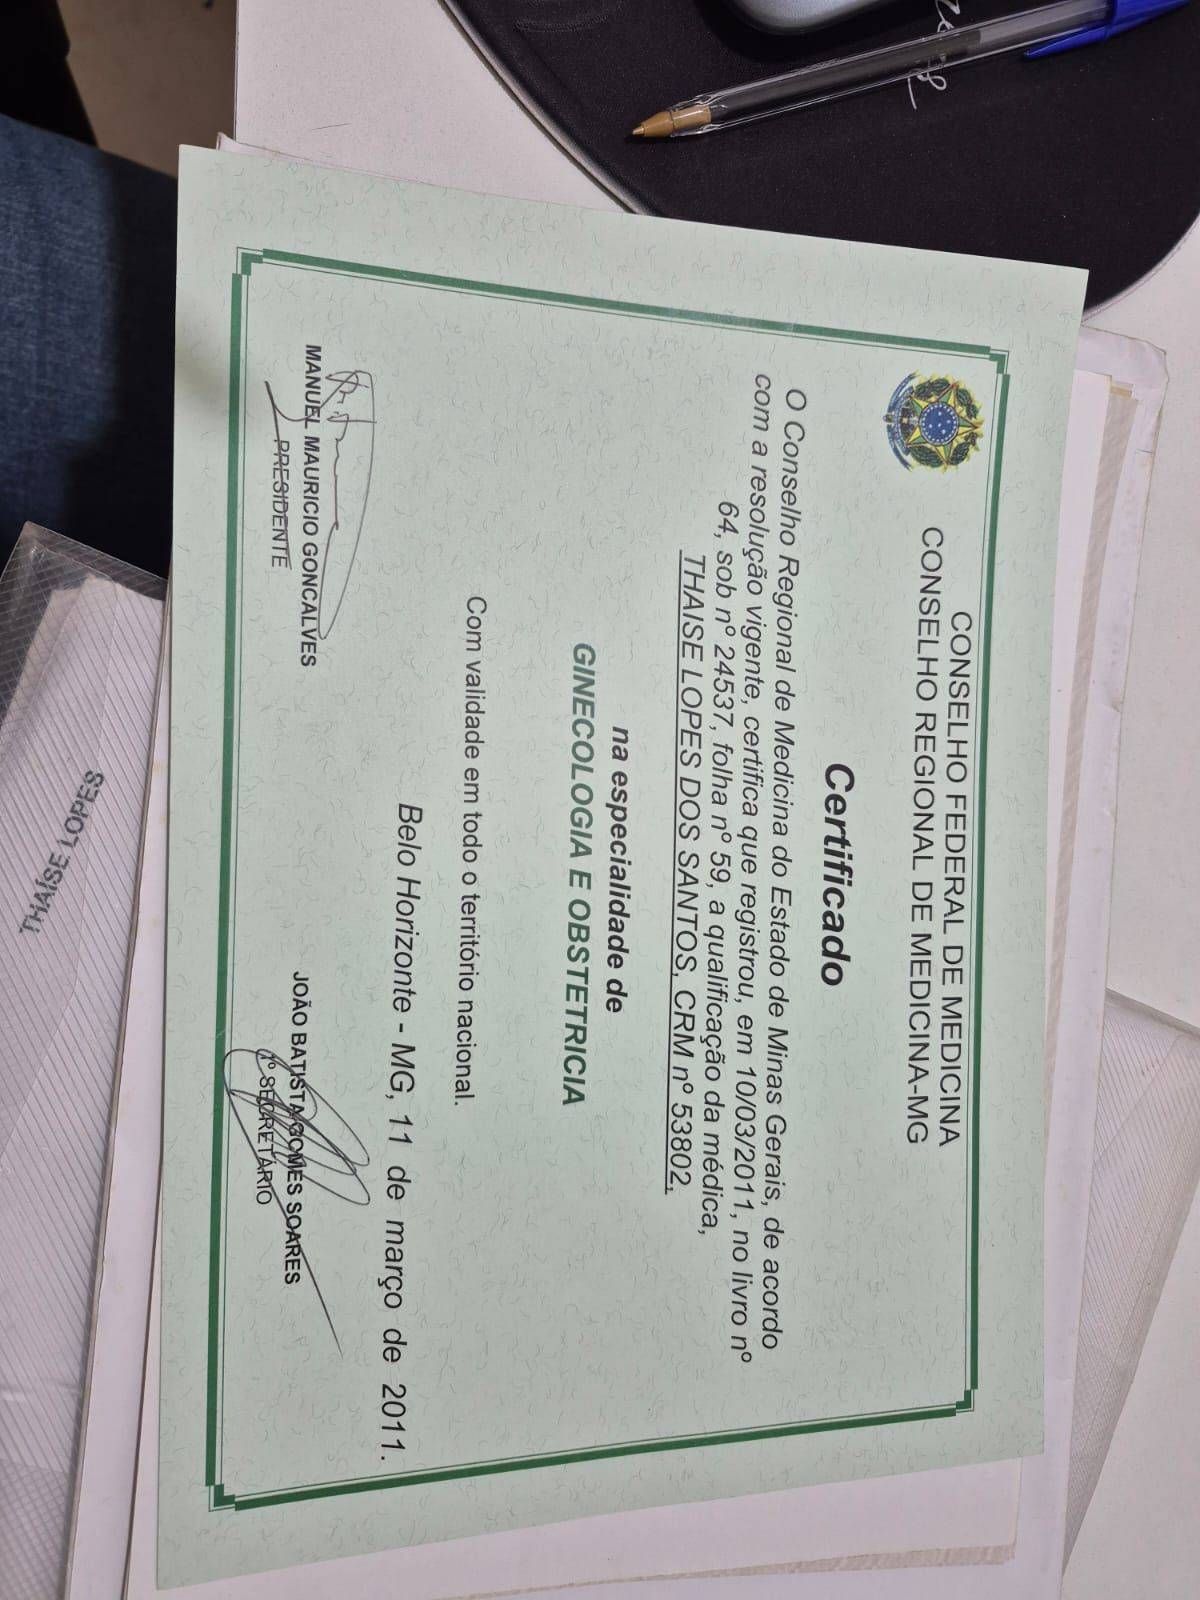 CONSELHO FEDERAL DE MEDICINA
CONSELHO REGIONAL DE MEDICINA-MG
Certificado
O Conselho Regional de Medicina do Estado de Minas Gerais, de acordo
com a resolução vigente, certifica que registrou, em 10/03/2011, no livro nº
64, sob nº 24537, folha nº 59, a qualificação da médica,
THAISE LOPES DOS SANTOS, CRM nº 53802,
na especialidade de
GINECOLOGIA E OBSTETRICIA
Com validade em todo o território nacional.
Belo Horizonte - MG, 11 de março de 2011.
MANUEL MAURICIO GONCALVES
PRESIDENTE
JOÃO BATISTA GOMES SOARES
1º SECRETÁRIO
THAISE LOPES